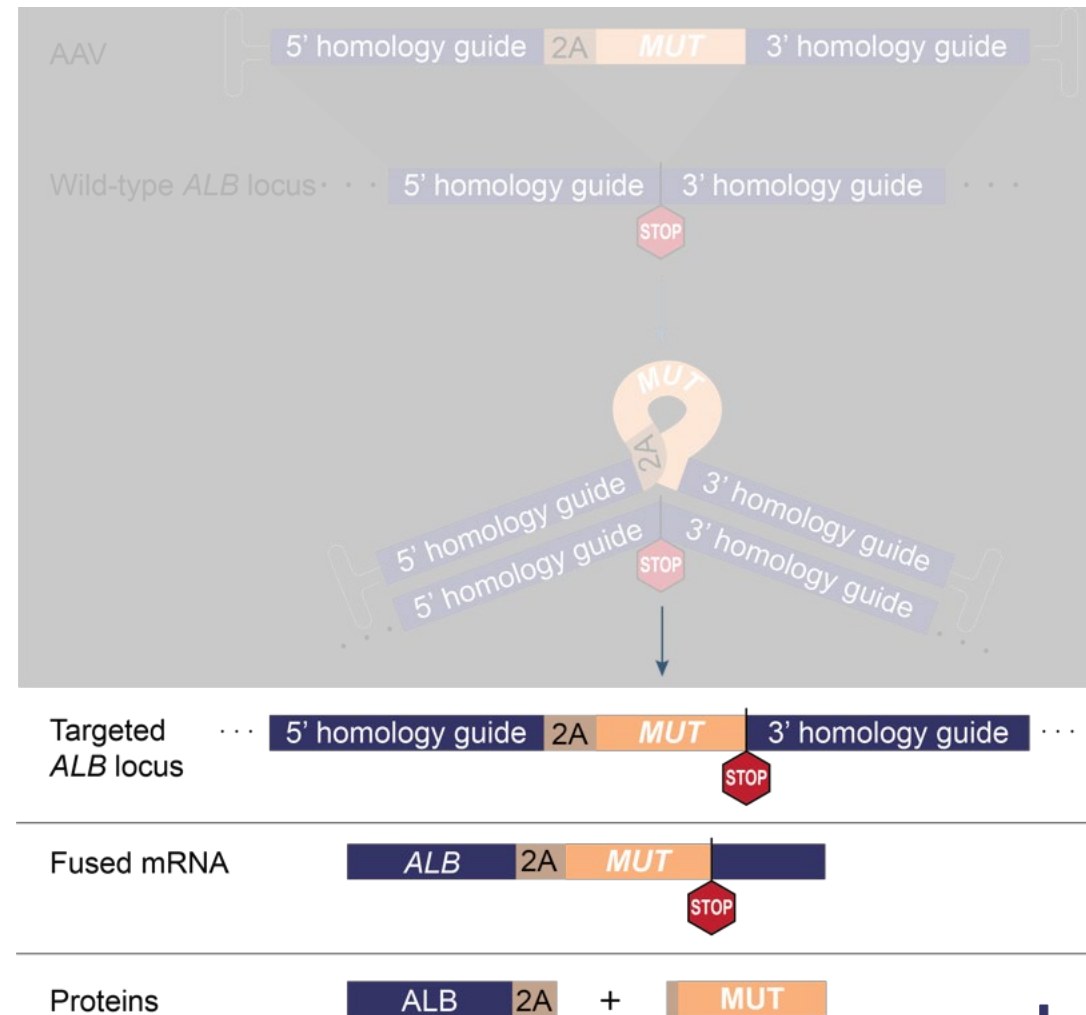 AAV 5’ homology guide 2A MUT 3’ homology guide
Wild-type ALB locus · · · 5’ homology guide 3’ homology guide · · ·
STOP
MUT
2A
5’ homology guide 3’ homology guide
5’ homology guide 3’ homology guide
STOP
Targeted · · · 5’ homology guide 2A MUT 3’ homology guide · · ·
ALB locus
STOP
Fused mRNA ALB 2A MUT
STOP
Proteins ALB 2A + MUT